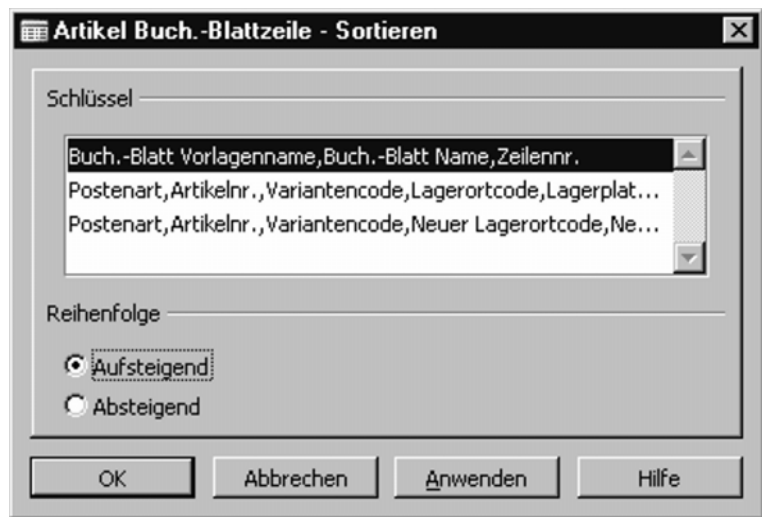 Artikel Buch.-Blattzeile - Sortieren
Schlüssel
Buch.-Blatt Vorlagenname,Buch.-Blatt Name,Zeilennr.
Postenart,Artikelnr.,Variantencode,Lagerortcode,Lagerplat...
Postenart,Artikelnr.,Variantencode,Neuer Lagerortcode,Ne...
Reihenfolge
Aufsteigend
Absteigend
OK Abbrechen Anwenden Hilfe